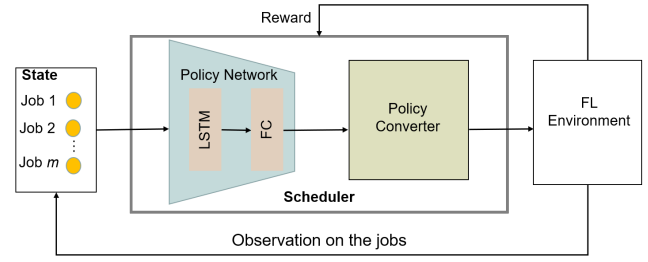 Reward
State
Job 1
Job 2
⋮
Job m
Policy Network
LSTM
FC
Policy
Converter
Scheduler
FL
Environment
Observation on the jobs